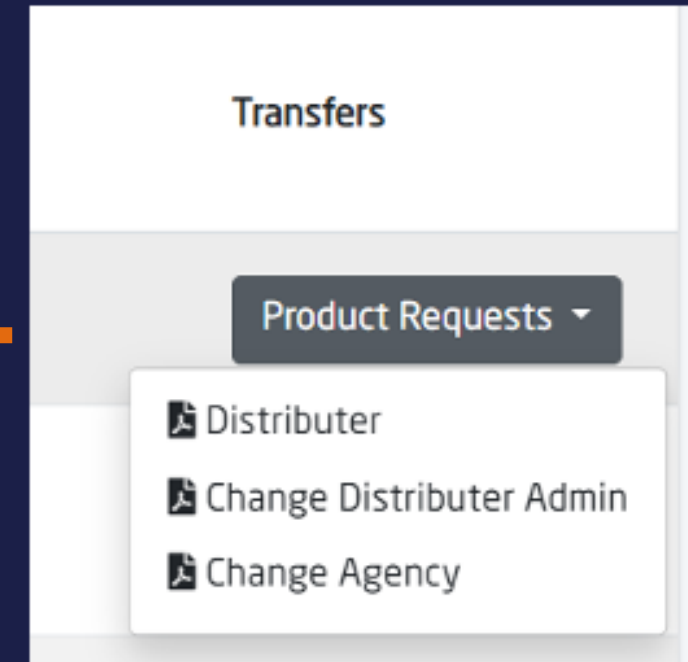 Transfers
Product Requests
Distributer
Change Distributer Admin
Change Agency